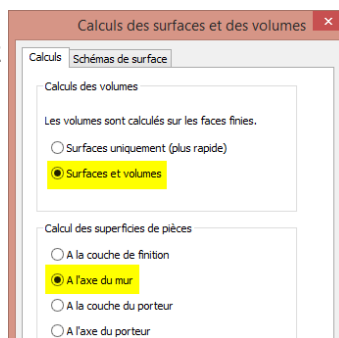 Calculs des surfaces et des volumes
Calculs Schémas de surface
Calculs des volumes
Les volumes sont calculés sur les faces finies.
Surfaces uniquement (plus rapide)
Surfaces et volumes
Calcul des superficies de pièces
A la couche de finition
A l'axe du mur
A la couche du porteur
A l'axe du porteur